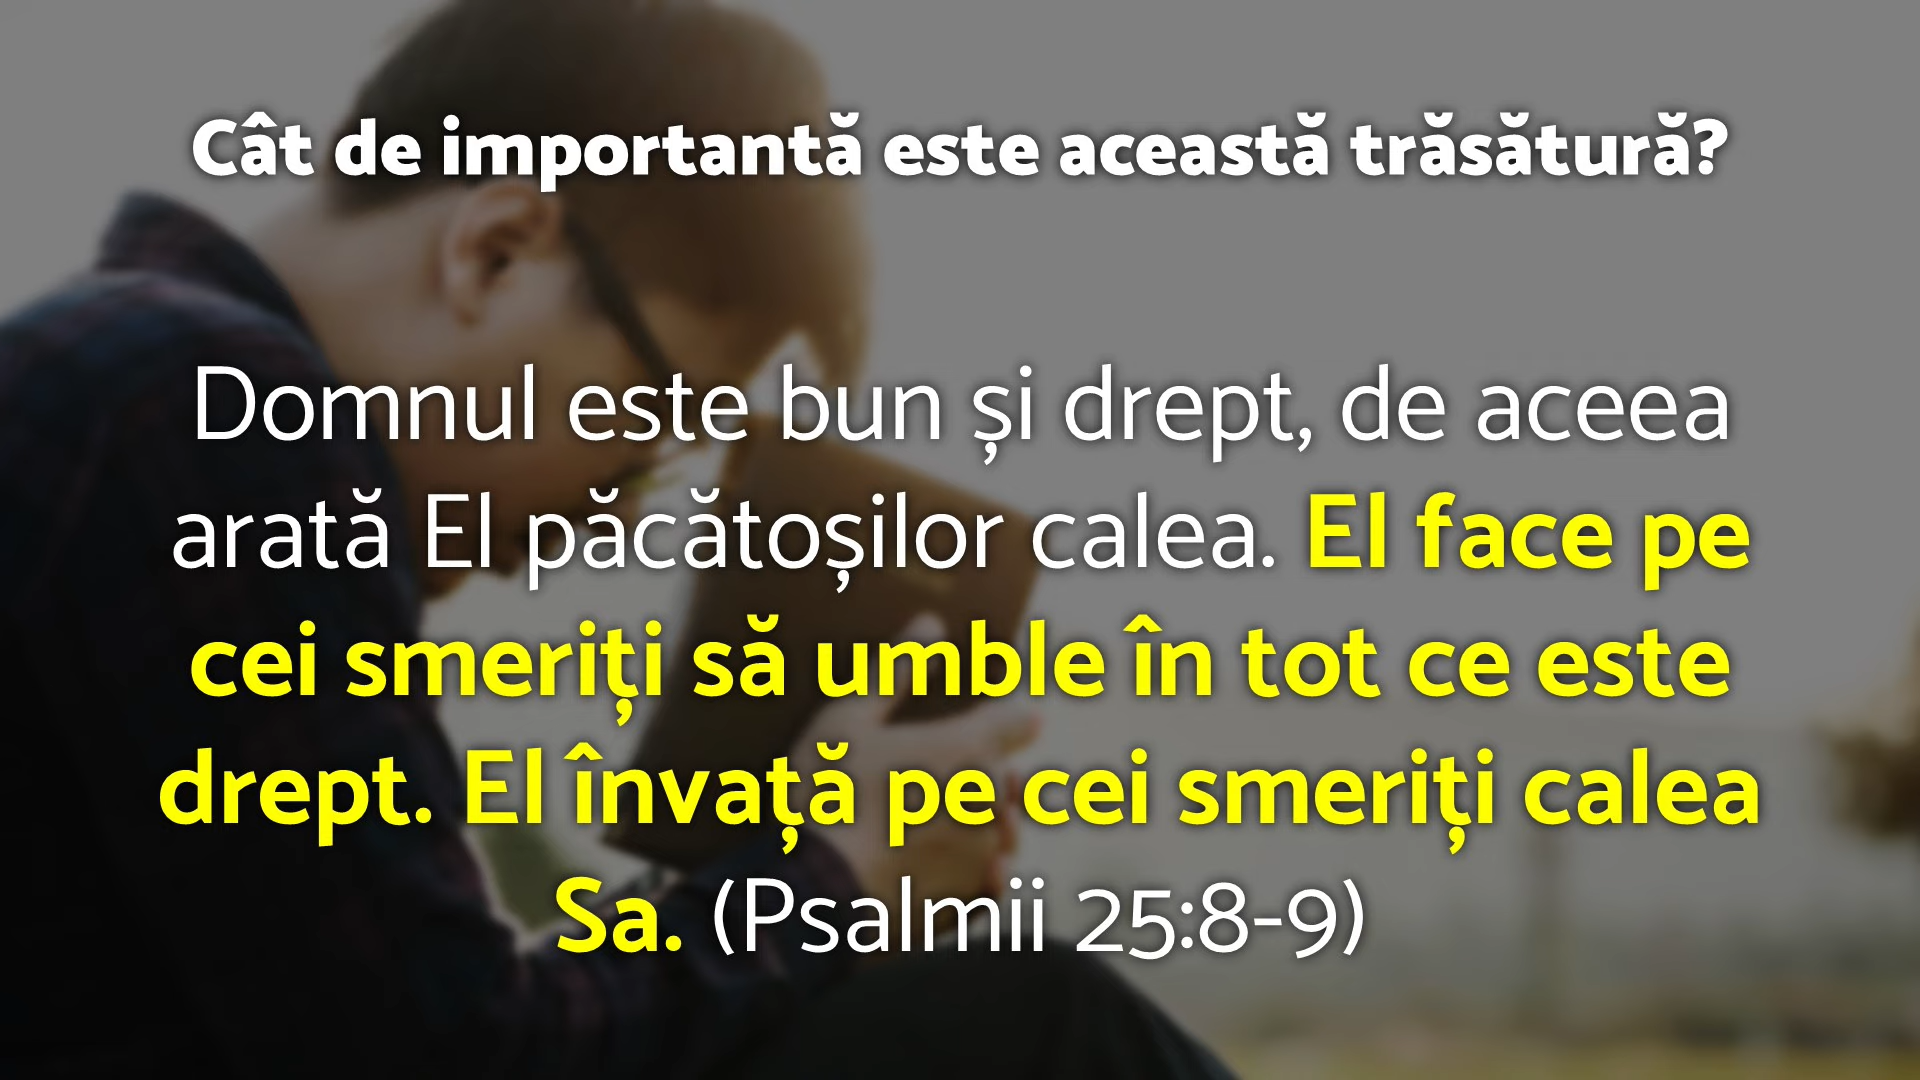 Cât de importantă este această trăsătură?
Domnul este bun și drept, de aceea
arată El păcătoșilor calea. El face pe
cei smeriți să umble în tot ce este
drept. El învață pe cei smeriți calea
Sa. (Psalmii 25:8-9)